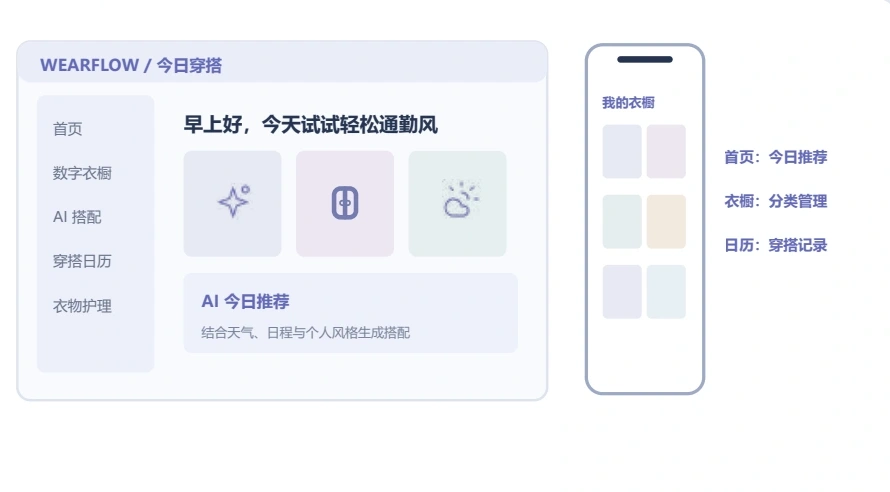 WEARFLOW / 今日穿搭
首页
数字衣橱
AI 搭配
穿搭日历
衣物护理
早上好，今天试试轻松通勤风
AI 今日推荐
结合天气、日程与个人风格生成搭配
我的衣橱
首页：今日推荐
衣橱：分类管理
日历：穿搭记录